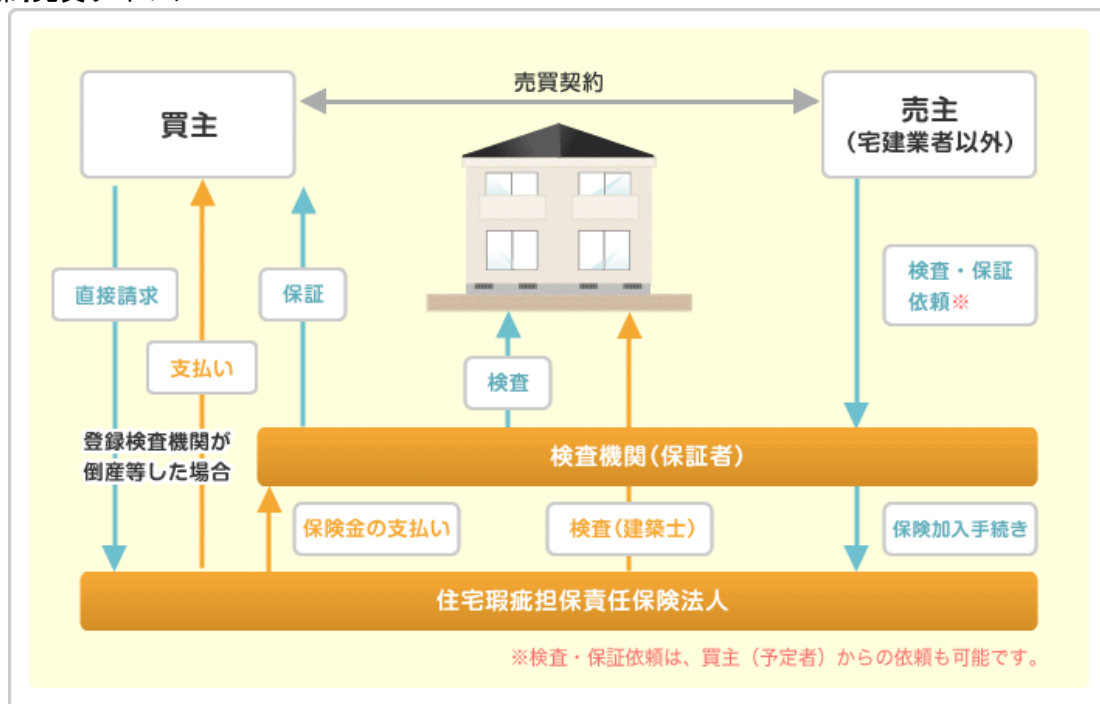 売買契約
買主
売主
（宅建業者以外）
直接請求
支払い
保証
検査
検査・保証
依頼※
登録検査機関が
倒産等した場合
検査機関（保証者）
保険金の支払い
検査（建築士）
保険加入手続き
住宅瑕疵担保責任保険法人
※検査・保証依頼は、買主（予定者）からの依頼も可能です。